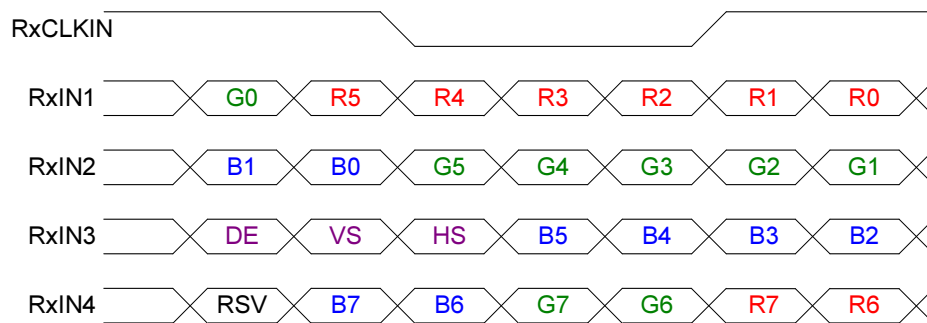 RxCLKIN
RxIN1 G0 R5 R4 R3 R2 R1 R0
RxIN2 B1 B0 G5 G4 G3 G2 G1
RxIN3 DE VS HS B5 B4 B3 B2
RxIN4 RSV B7 B6 G7 G6 R7 R6